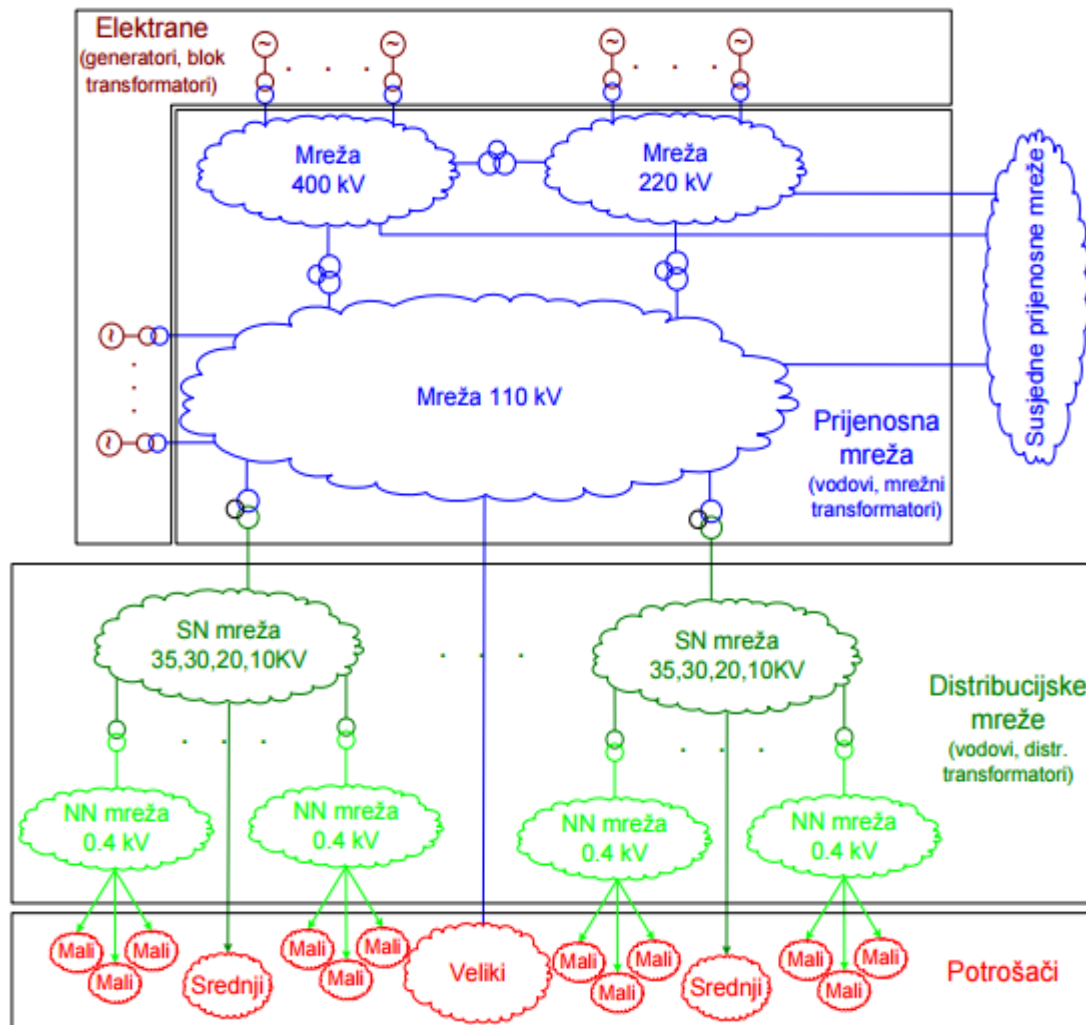 Elektrane
(generatori, blok
transformatori)
~
~
~
~
Mreža
400 kV
Mreža
220 kV
Susjedne prijenosne mreže
~
~
Mreža 110 kV
Prijenosna
mreža
(vodovi, mrežni
transformatori)
SN mreža
35,30,20,10KV
SN mreža
35,30,20,10KV
Distribucijske
mreže
(vodovi, distr.
transformatori)
NN mreža
0.4 kV
NN mreža
0.4 kV
NN mreža
0.4 kV
NN mreža
0.4 kV
Mali
Mali
Mali
Srednji
Mali
Mali
Mali
Veliki
Mali
Mali
Mali
Srednji
Mali
Mali
Mali
Potrošači